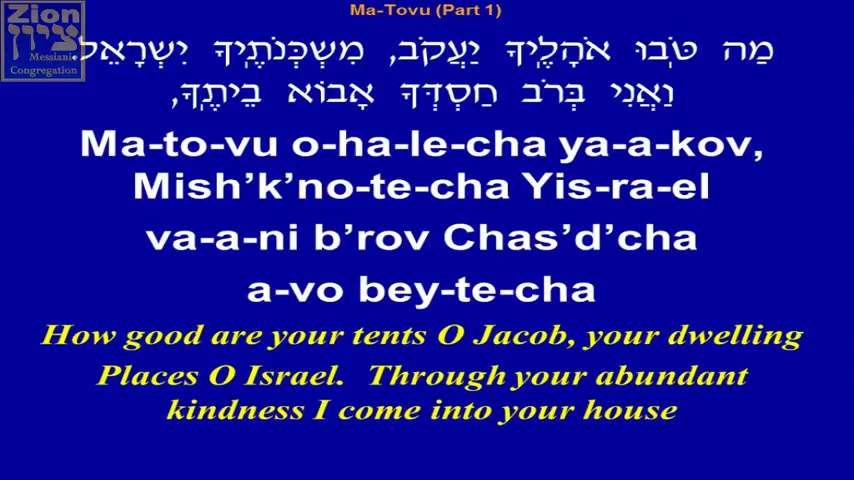 Ma-Tovu (Part 1)
Zion
ציון
Messianic
Congregation
מַה טֹּֽבוּ אֹהָלֶֽיךָ יַעֲקֹב, מִשְׁכְּנֹתֶֽיךָ יִשְׂרָאֵל.
וַאֲנִי בְּרֹב חַסְדְּךָ אָבוֹא בֵיתֶֽךָ,
Ma-to-vu o-ha-le-cha ya-a-kov,
Mish’k’no-te-cha Yis-ra-el
va-a-ni b’rov Chas’d’cha
a-vo bey-te-cha
How good are your tents O Jacob, your dwelling
Places O Israel. Through your abundant
kindness I come into your house